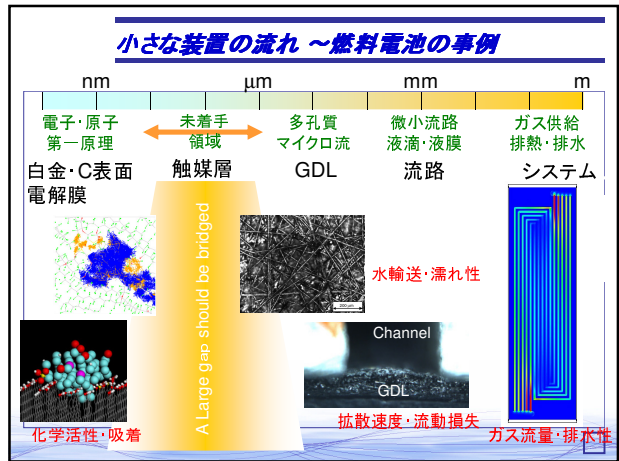 小さな装置の流れ ～燃料電池の事例
nm μm mm m
電子・原子
第一原理
未着手
領域
多孔質
マイクロ流
微小流路
液滴・液膜
ガス供給
排熱・排水
白金・C表面
電解膜
触媒層
GDL
流路
システム
A Large gap should be bridged
水輸送・濡れ性
200 μm
Channel
GDL
化学活性・吸着
拡散速度・流動損失
ガス流量・排水性